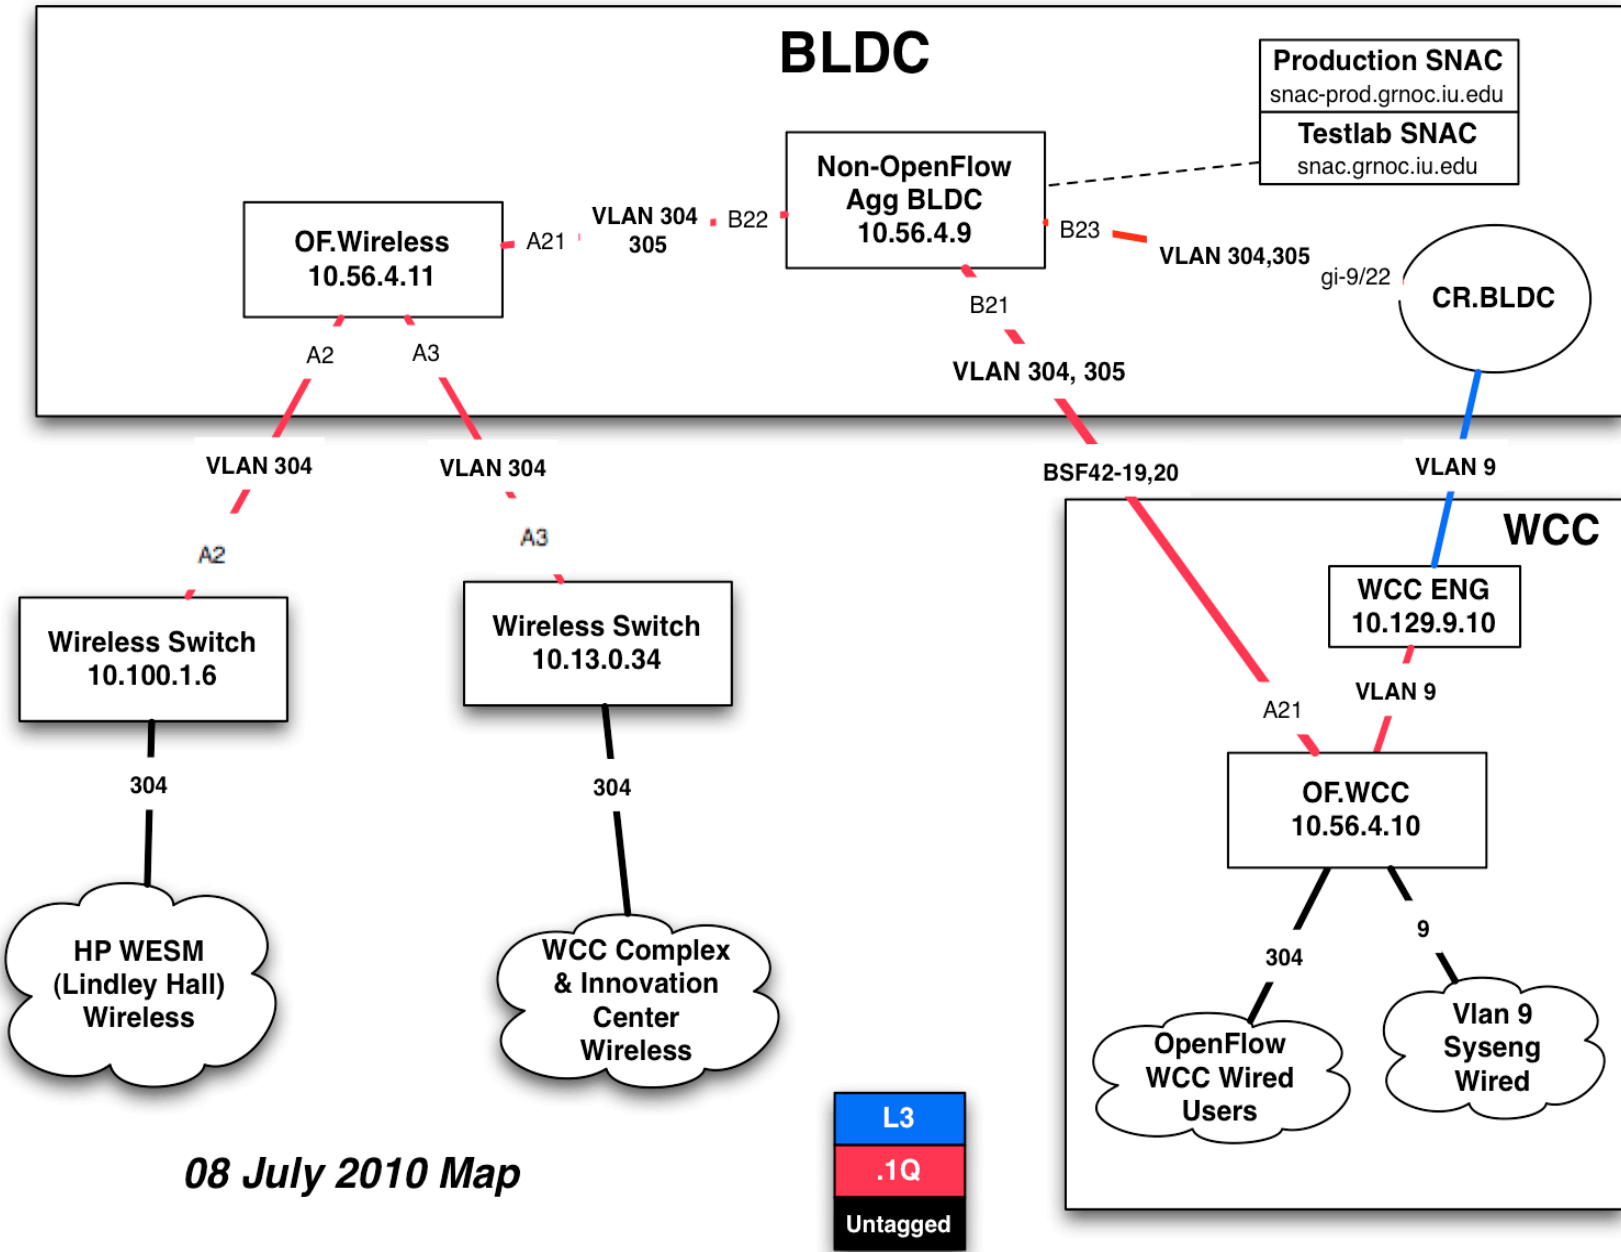 BLDC
Production SNAC
snac-prod.grnoc.iu.edu
Testlab SNAC
snac.grnoc.iu.edu
Non-OpenFlow
Agg BLDC
10.56.4.9
OF.Wireless
10.56.4.11
A21
VLAN 304
305
B22
B23
VLAN 304,305
gi-9/22
CR.BLDC
B21
VLAN 304, 305
A2
A3
VLAN 304
VLAN 304
BSF42-19,20
VLAN 9
WCC
A2
A3
WCC ENG
10.129.9.10
Wireless Switch
10.100.1.6
Wireless Switch
10.13.0.34
VLAN 9
A21
OF.WCC
10.56.4.10
304
304
304
9
HP WESM
(Lindley Hall)
Wireless
WCC Complex
& Innovation
Center
Wireless
OpenFlow
WCC Wired
Users
Vlan 9
Syseng
Wired
08 July 2010 Map
L3
.1Q
Untagged